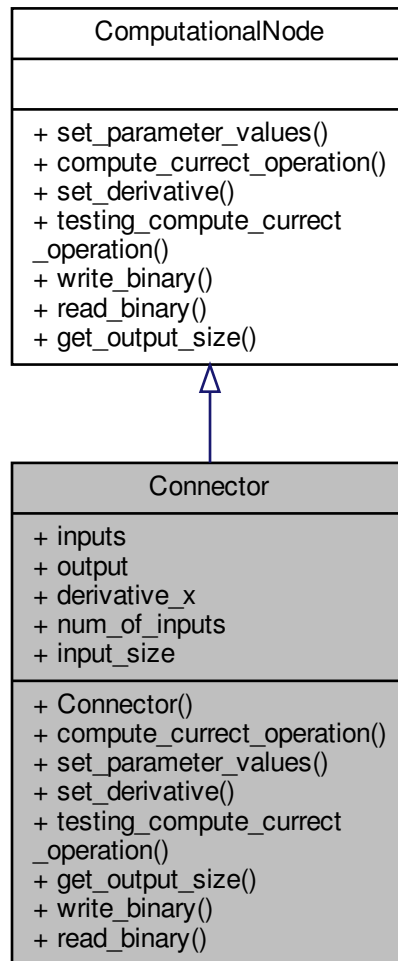 ComputationalNode
+ set_parameter_values()
+ compute_currect_operation()
+ set_derivative()
+ testing_compute_currect
_operation()
+ write_binary()
+ read_binary()
+ get_output_size()
Connector
+ inputs
+ output
+ derivative_x
+ num_of_inputs
+ input_size
+ Connector()
+ compute_currect_operation()
+ set_parameter_values()
+ set_derivative()
+ testing_compute_currect
_operation()
+ get_output_size()
+ write_binary()
+ read_binary()